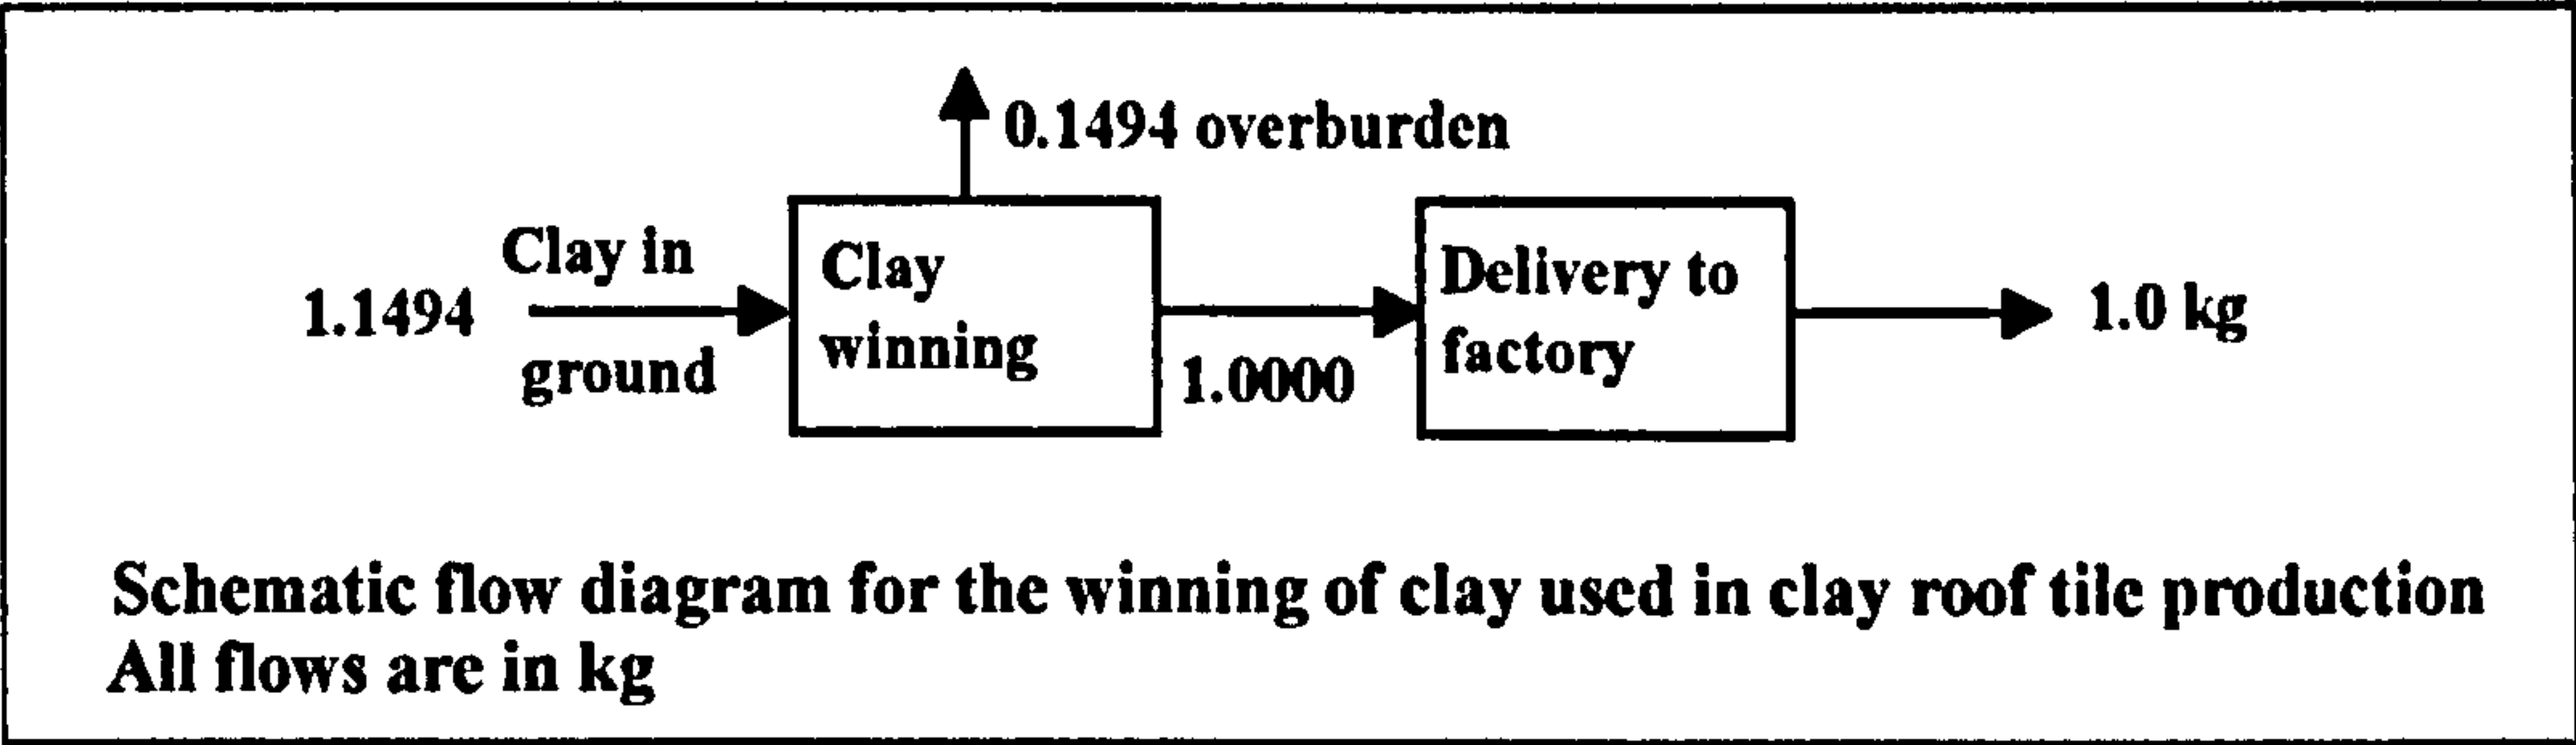 0.1494 overburden
Clay in
1.1494
ground
Clay
winning
1.0000
Delivery to
factory
1.0 kg
Schematic flow diagram for the winning of clay used in clay roof tile production
All flows are in kg